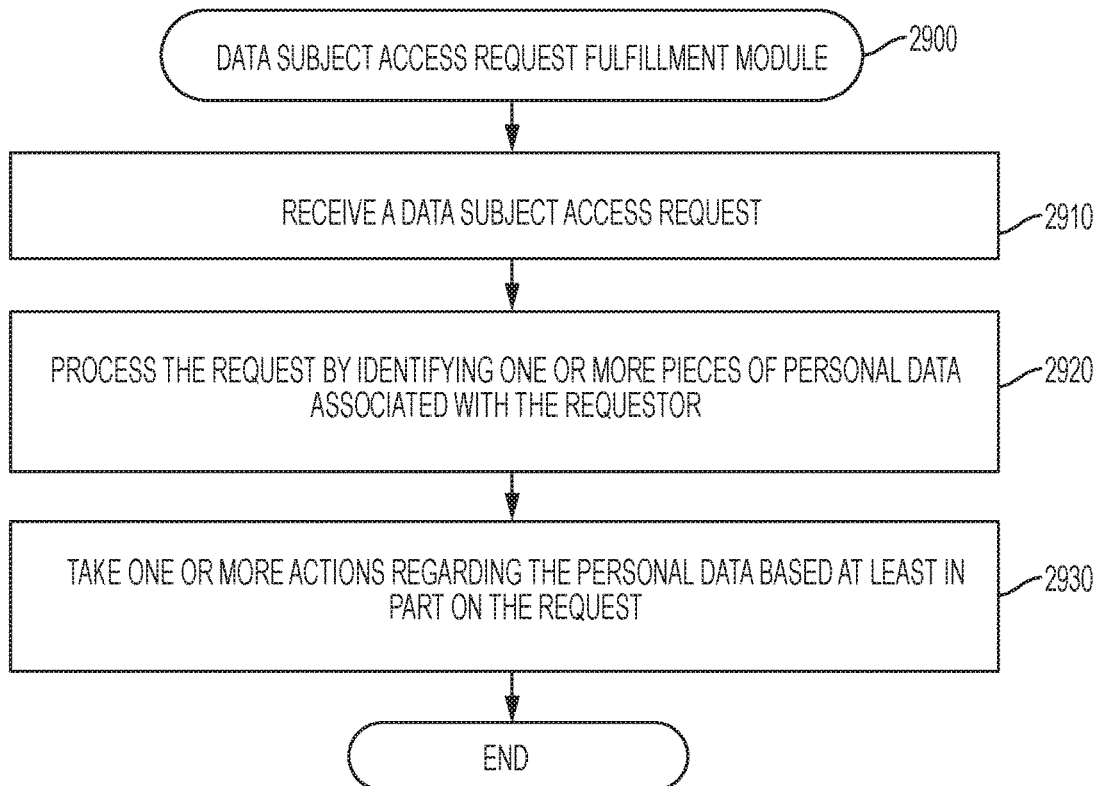 DATA SUBJECT ACCESS REQUEST FULFILLMENT MODULE
2900
RECEIVE A DATA SUBJECT ACCESS REQUEST
2910
PROCESS THE REQUEST BY IDENTIFYING ONE OR MORE PIECES OF PERSONAL DATA
ASSOCIATED WITH THE REQUESTOR
2920
TAKE ONE OR MORE ACTIONS REGARDING THE PERSONAL DATA BASED AT LEAST IN
PART ON THE REQUEST
2930
END